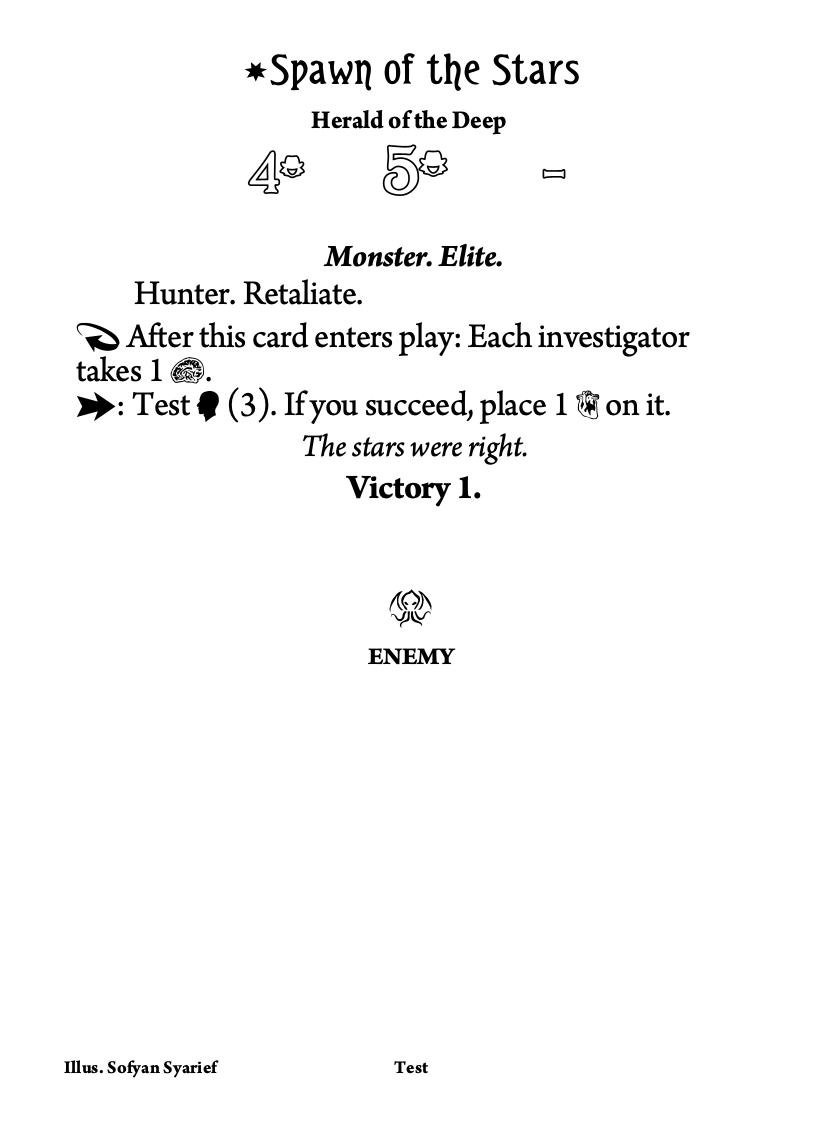 Spawn of the Stars
Herald of the Deep
4 5 –
Monster. Elite.
Hunter. Retaliate.
After this card enters play: Each investigator
takes 1 .
: Test (3). If you succeed, place 1 on it.
The stars were right.
Victory 1.
ENEMY
Illus. Sofyan Syarief Test